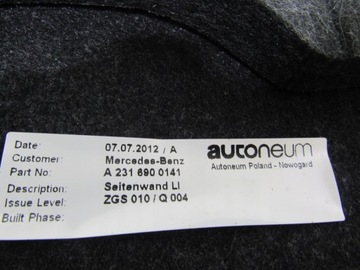 Date: 07.07.2012 / A
Customer: Mercedes-Benz
Part No: A 231 690 0141
Description: Seitenwand LI
Issue Level: ZGS 010 / Q 004
Built Phase:
autoneum
Autoneum Poland - Nowogard